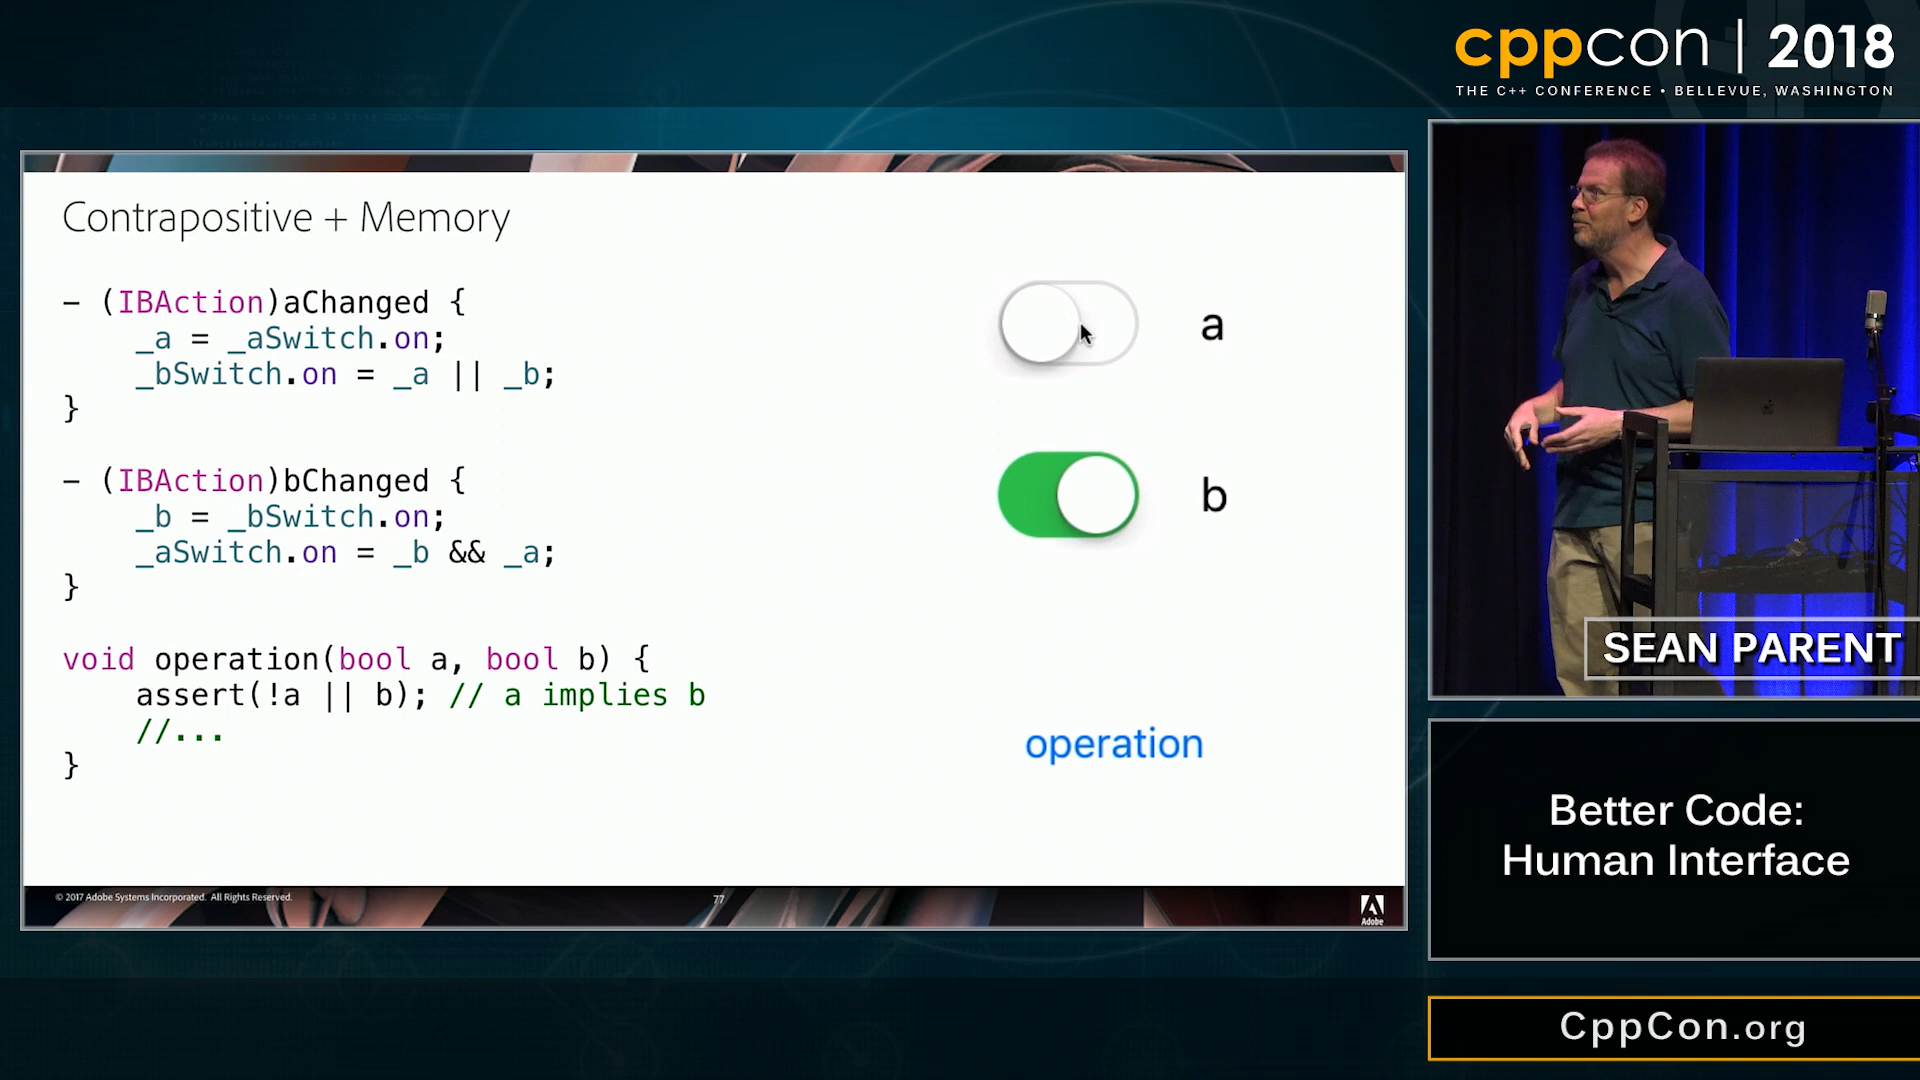 cppcon | 2018
THE C++ CONFERENCE • BELLEVUE, WASHINGTON
Contrapositive + Memory
– (IBAction)aChanged {
    _a = _aSwitch.on;
    _bSwitch.on = _a || _b;
}
– (IBAction)bChanged {
    _b = _bSwitch.on;
    _aSwitch.on = _b && _a;
}
void operation(bool a, bool b) {
    assert(!a || b); // a implies b
    //...
}
a
b
operation
© 2017 Adobe Systems Incorporated. All Rights Reserved.
77
Adobe
SEAN PARENT
Better Code:
Human Interface
CppCon.org